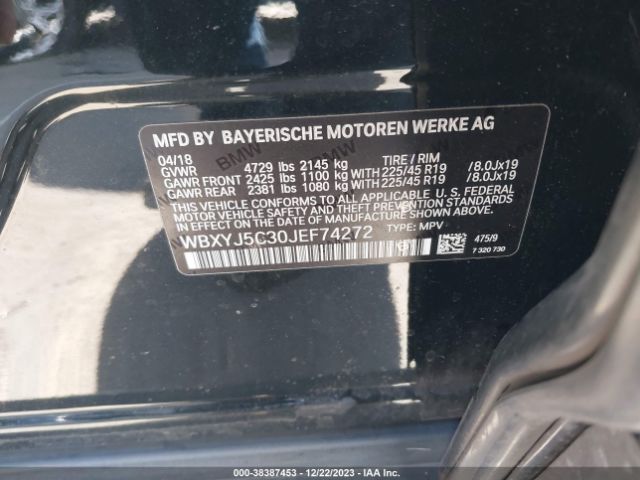 MFD BY BAYERISCHE MOTOREN WERKE AG
04/18 TIRE / RIM
GVWR 4729 lbs 2145 kg
GAWR FRONT 2425 lbs 1100 kg WITH 225/45 R19 /8.0Jx19
GAWR REAR 2381 lbs 1080 kg WITH 225/45 R19 /8.0Jx19
THIS VEHICLE CONFORMS TO ALL APPLICABLE U. S. FEDERAL
MOTOR VEHICLE SAFETY, BUMPER, AND THEFT PREVENTION
STANDARDS IN EFFECT ON THE DATE OF MANUFACTURE SHOWN ABOVE.
WBXYJ5C30JEF74272 TYPE: MPV
475/9
7 320 730
000-38387453 - 12/22/2023 - IAA Inc.